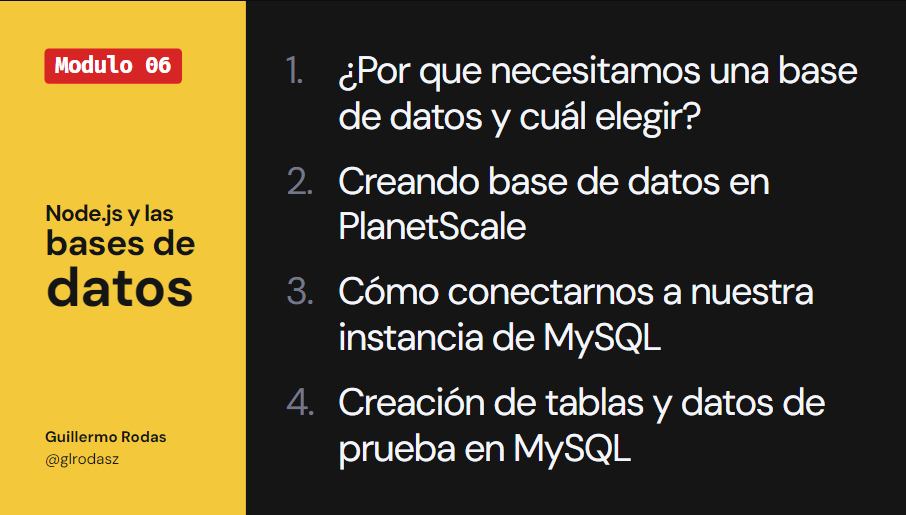 Modulo 06
Node.js y las
bases de
datos
Guillermo Rodas
@glrodasz
1. ¿Por que necesitamos una base
de datos y cuál elegir?
2. Creando base de datos en
PlanetScale
3. Cómo conectarnos a nuestra
instancia de MySQL
4. Creación de tablas y datos de
prueba en MySQL